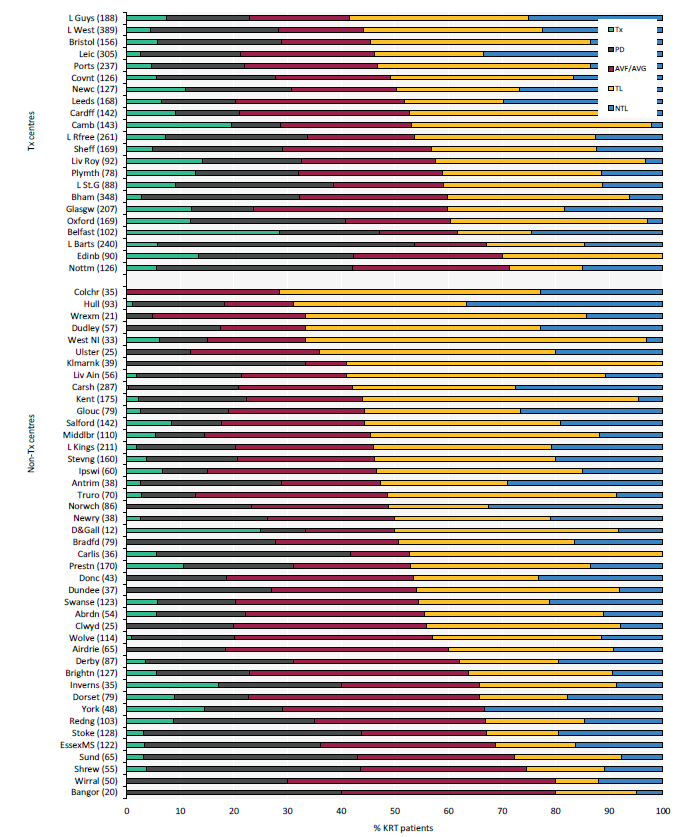 Tx centres
L Guys (188)
L West (389)
Bristol (156)
Leic (305)
Ports (237)
Covnt (126)
Newc (127)
Leeds (168)
Cardff (142)
Camb (143)
L Rfree (261)
Sheff (169)
Liv Roy (92)
Plymth (78)
L St.G (88)
Bham (348)
Glasgw (207)
Oxford (169)
Belfast (102)
L Barts (240)
Edinb (90)
Nottm (126)
Tx
PD
AVF/AVG
TL
NTL
Non-Tx centres
Colchr (35)
Hull (93)
Wrexm (21)
Dudley (57)
West NI (33)
Ulster (25)
Klmarnk (39)
Liv Ain (56)
Carsh (287)
Kent (175)
Glouc (79)
Salford (142)
Middlbr (110)
L Kings (211)
Stevng (160)
Ipswi (60)
Antrim (38)
Truro (70)
Norwch (86)
Newry (38)
D&Gall (12)
Bradfd (79)
Carlis (36)
Prestn (170)
Donc (43)
Dundee (37)
Swanse (123)
Abrdn (54)
Clwyd (25)
Wolve (114)
Airdrie (65)
Derby (87)
Brightn (127)
Inverns (35)
Dorset (79)
York (48)
Redng (103)
Stoke (128)
EssexMS (122)
Sund (65)
Shrew (55)
Wirral (50)
Bangor (20)
0 10 20 30 40 50 60 70 80 90 100
% KRT patients